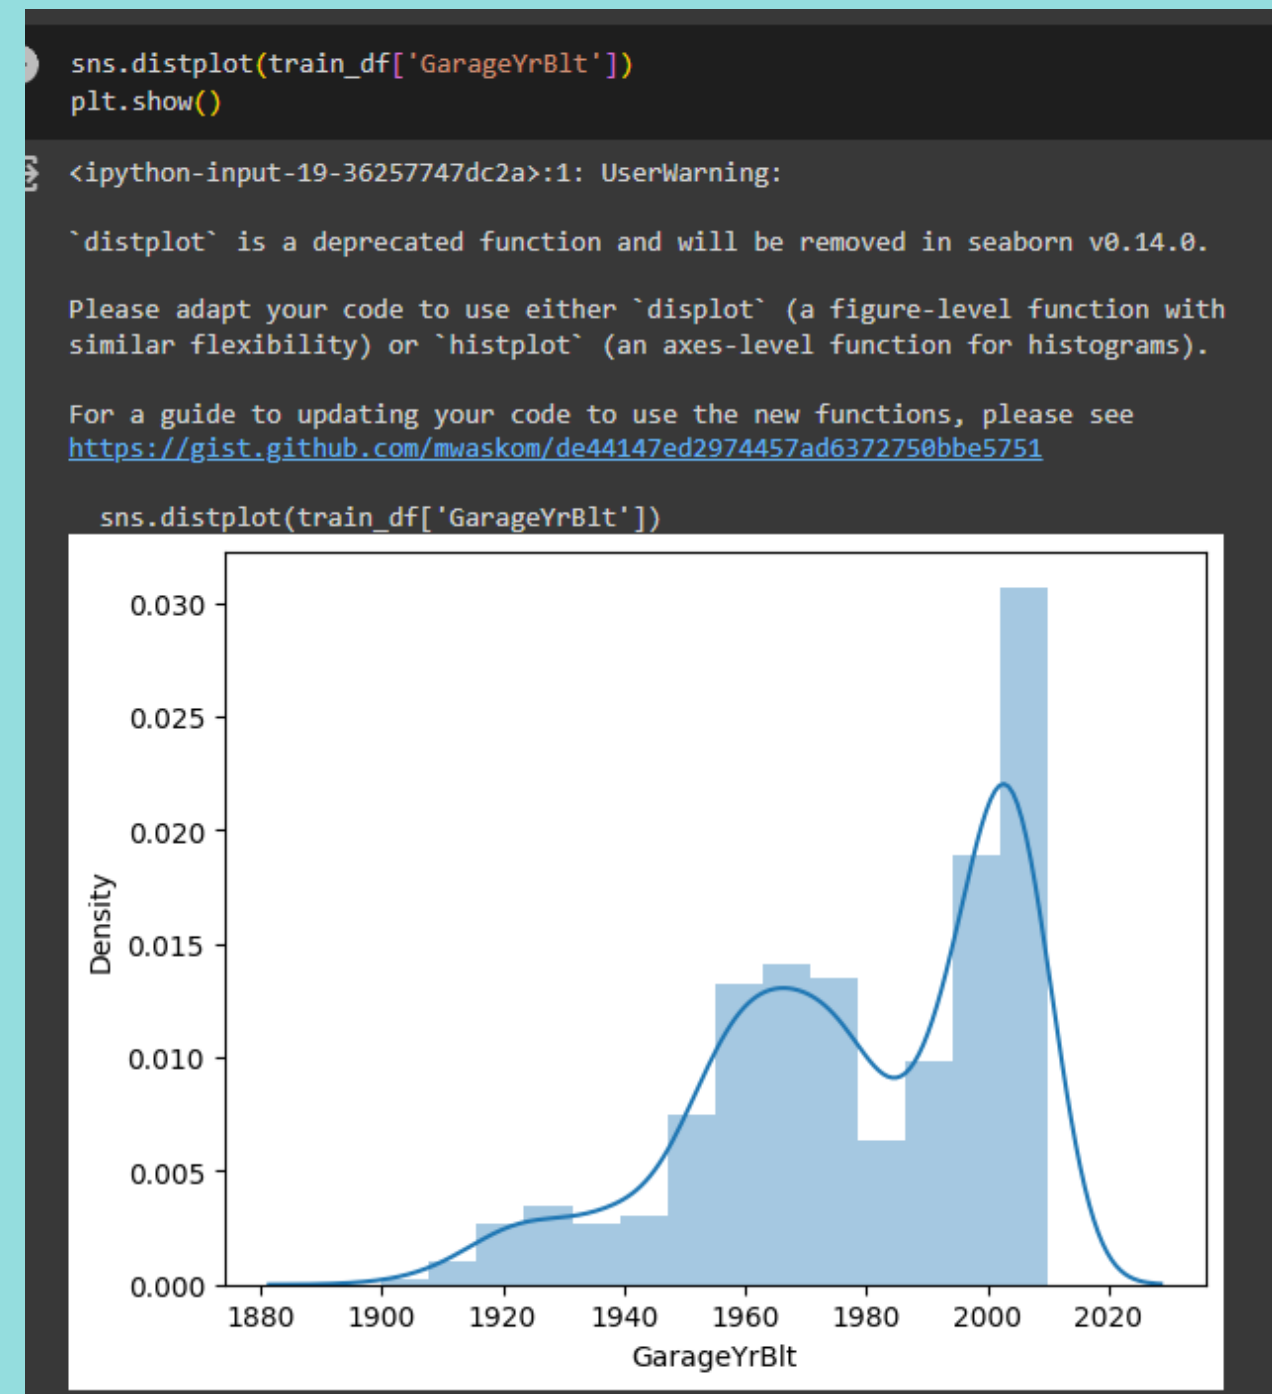 sns.distplot(train_df['GarageYrBlt'])
plt.show()
<ipython-input-19-36257747dc2a>:1: UserWarning:
`distplot` is a deprecated function and will be removed in seaborn v0.14.0.
Please adapt your code to use either `displot` (a figure-level function with
similar flexibility) or `histplot` (an axes-level function for histograms).
For a guide to updating your code to use the new functions, please see
https://gist.github.com/mwaskom/de44147ed2974457ad6372750bbe5751
sns.distplot(train_df['GarageYrBlt'])
0.030
0.025
0.020
0.015
0.010
0.005
0.000
Density
1880 1900 1920 1940 1960 1980 2000 2020
GarageYrBlt